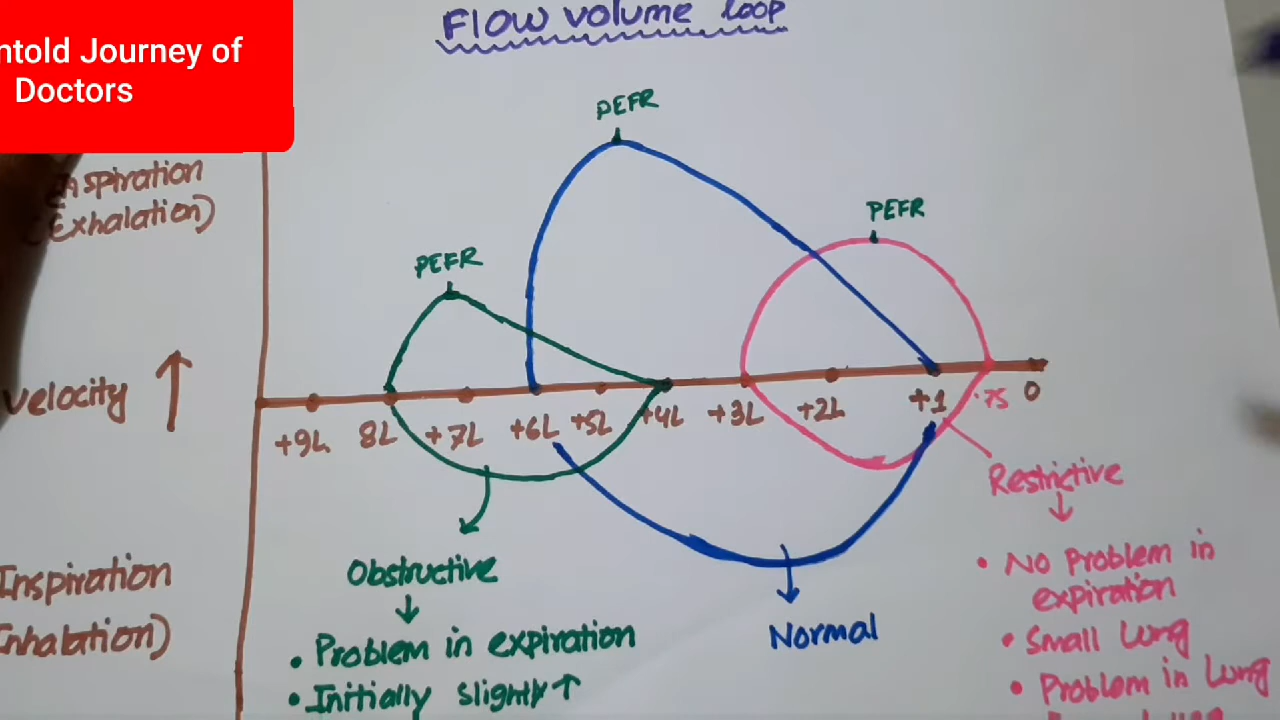 Flow volume loop
ntold Journey of
Doctors
PEFR
PEFR
PEFR
Exhalation)
Velocity ↑
+9L 8L +7L +6L +5L +4L +3L +2L +1 .75 0
Restrictive
↓
• No problem in
expiration
• Small Lung
• Problem in Lung
Obstructive
↓
• Problem in expiration
• Initially slightly ↑
Normal
Inspiration
Inhalation)